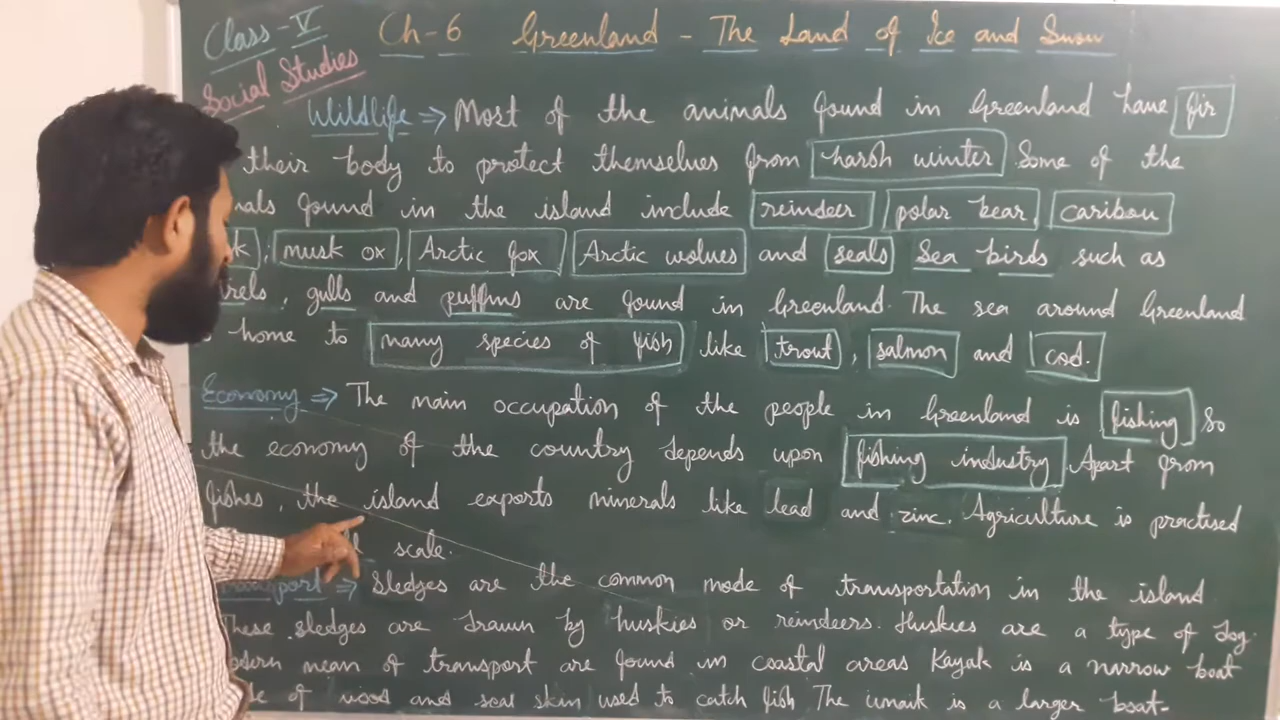 Class-V Ch-6 Greenland - The Land of Ice and Snow
Social Studies
Wildlife ⇒ Most of the animals found in Greenland have fir
their body to protect themselves from harsh winter. Some of the
nals found in the island include reindeer, polar bear, caribou
k, musk ox, Arctic fox, Arctic wolves and seals. Sea birds such as
rels, gulls and puffins are found in Greenland. The sea around Greenland
home to many species of fish like trout, salmon and cod.
Economy ⇒ The main occupation of the people in Greenland is fishing. So
the economy of the country depends upon fishing industry. Apart from
fishes, the island exports minerals like lead and zinc. Agriculture is practised
scale.
⇒ Sledges are the common mode of transportation in the island
These sledges are drawn by huskies or reindeers. Huskies are a type of dog.
mean of transport are found in coastal areas. Kayak is a narrow boat
of wood and seal skin used to catch fish. The umiak is a larger boat-